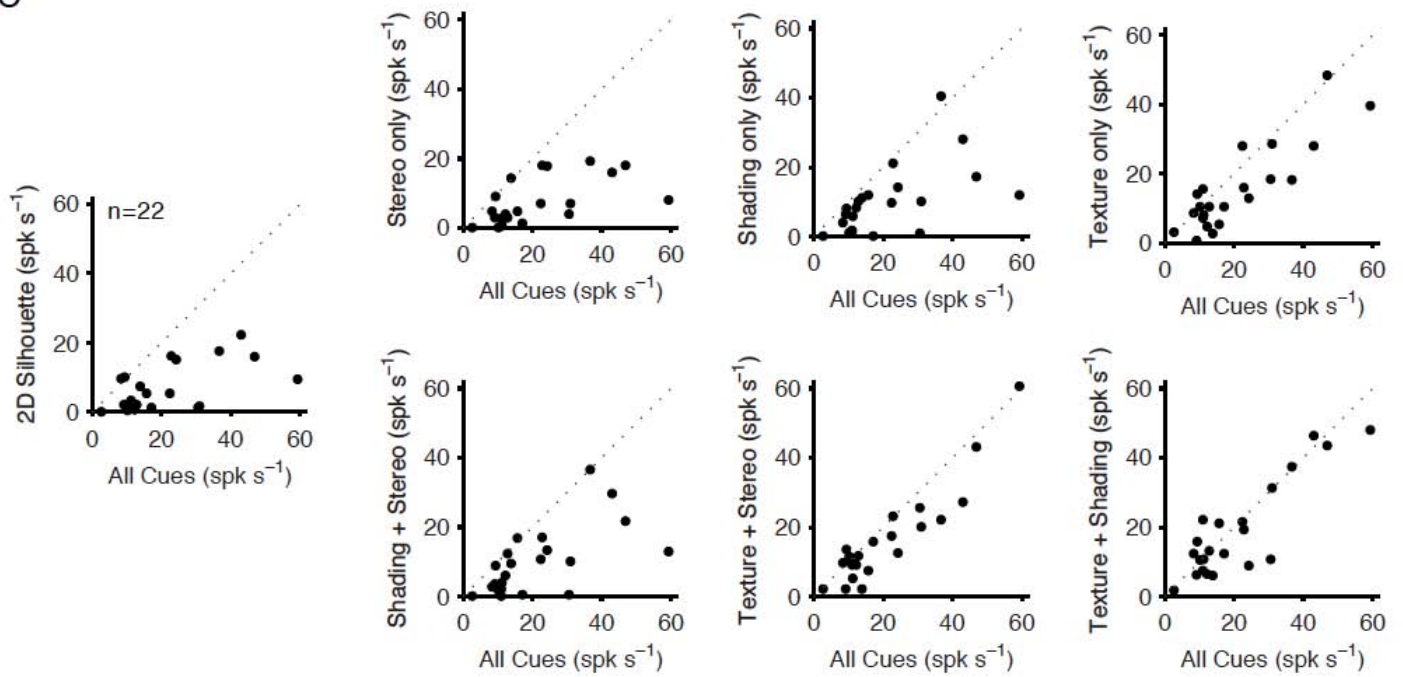 60
40
20
0
2D Silhouette (spk s⁻¹)
n=22
0 20 40 60
All Cues (spk s⁻¹)
60
40
20
0
Stereo only (spk s⁻¹)
0 20 40 60
All Cues (spk s⁻¹)
60
40
20
0
Shading only (spk s⁻¹)
0 20 40 60
All Cues (spk s⁻¹)
60
40
20
0
Texture only (spk s⁻¹)
0 20 40 60
All Cues (spk s⁻¹)
60
40
20
0
Shading + Stereo (spk s⁻¹)
0 20 40 60
All Cues (spk s⁻¹)
60
40
20
0
Texture + Stereo (spk s⁻¹)
0 20 40 60
All Cues (spk s⁻¹)
60
40
20
0
Texture + Shading (spk s⁻¹)
0 20 40 60
All Cues (spk s⁻¹)